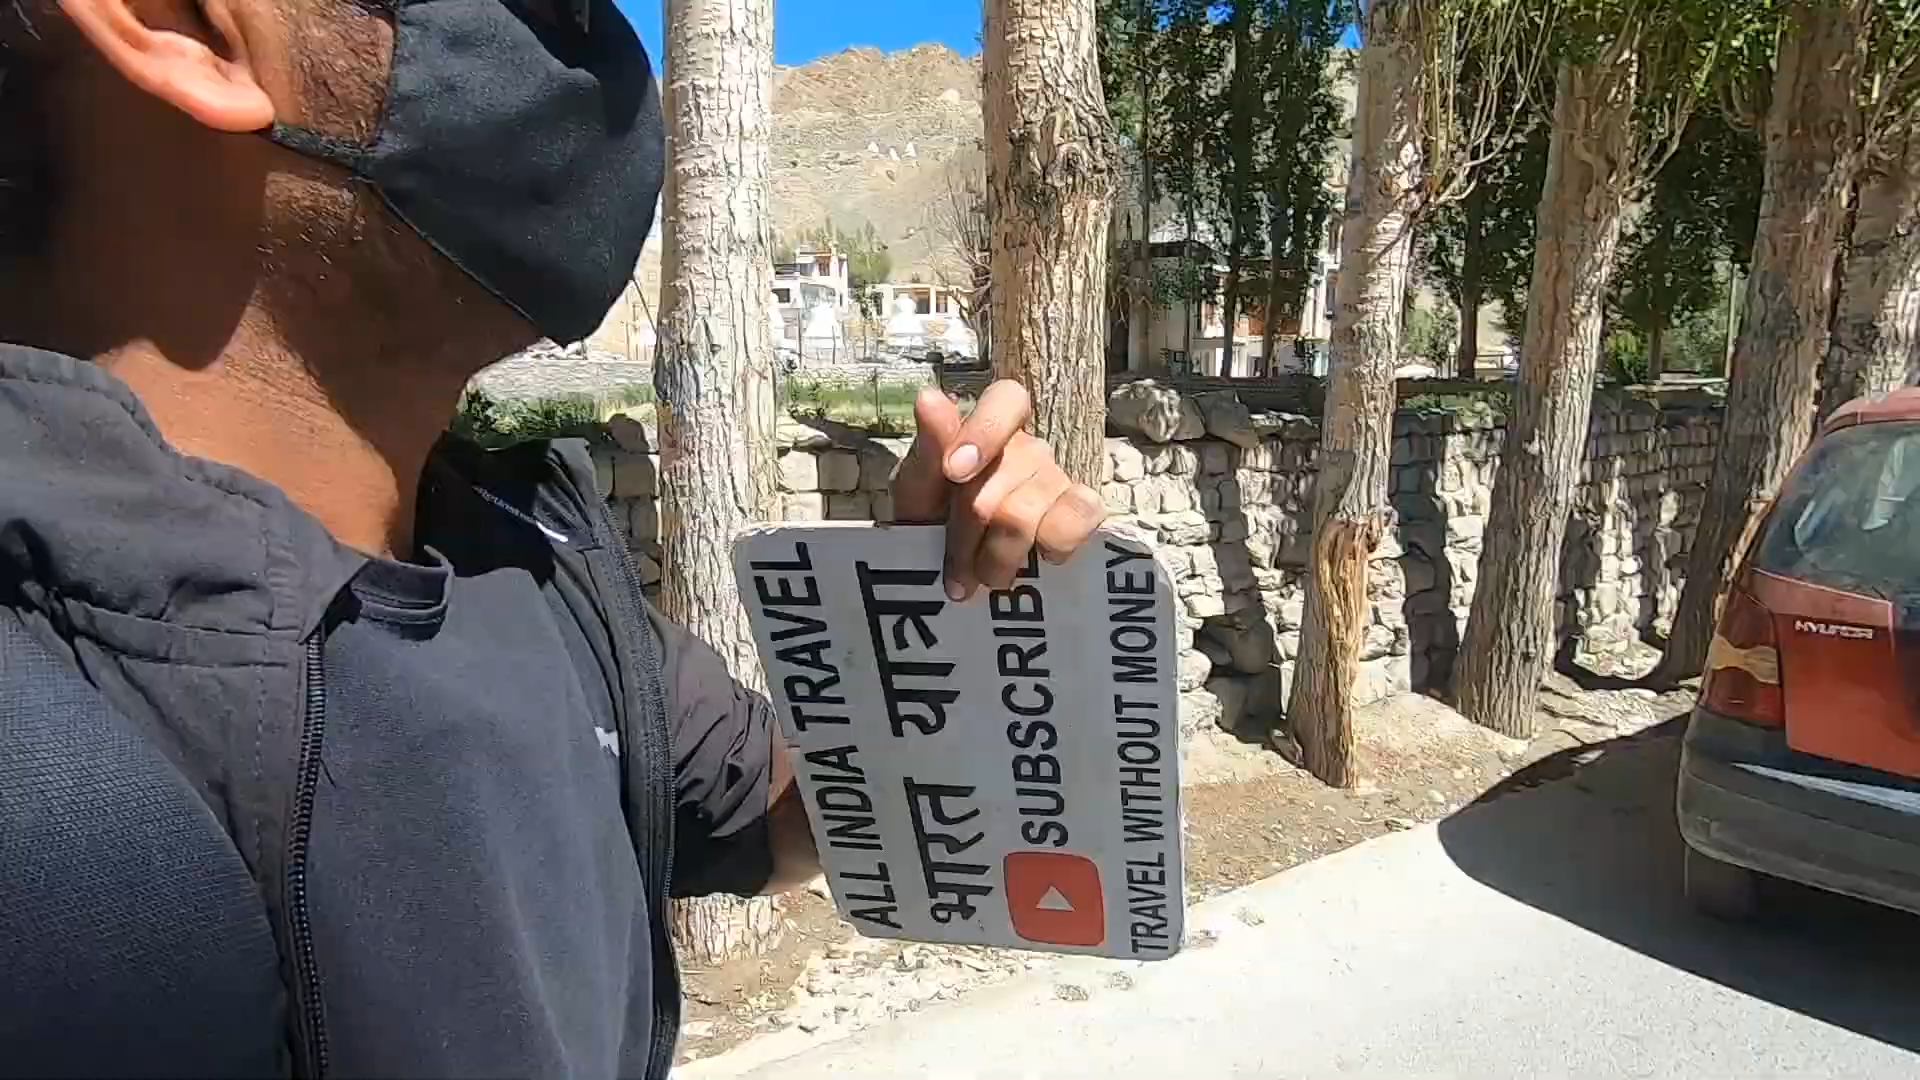 ALL INDIA TRAVEL
भारत यात्रा
SUBSCRIBE
TRAVEL WITHOUT MONEY
HYUNDAI